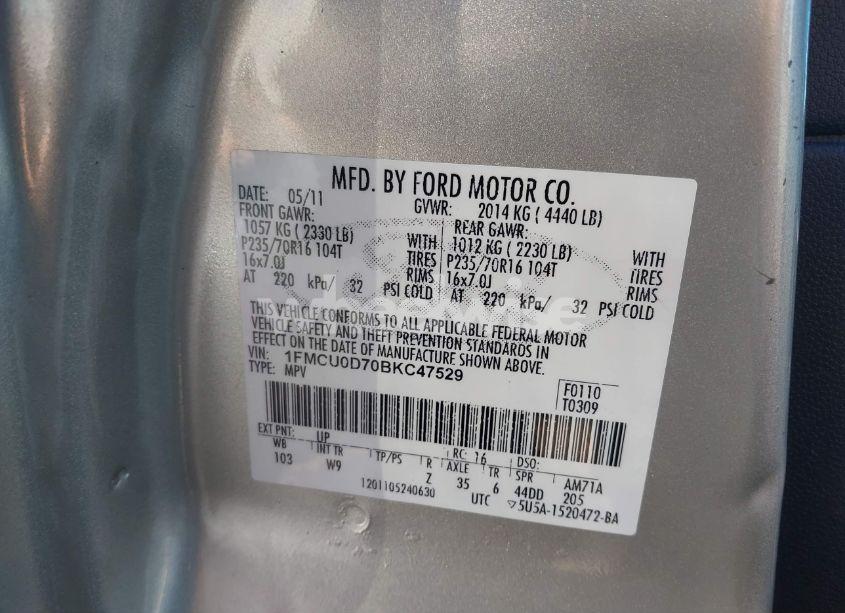 MFD. BY FORD MOTOR CO.
DATE: 05/11 GVWR: 2014 KG ( 4440 LB)
FRONT GAWR: REAR GAWR:
1057 KG ( 2330 LB) WITH 1012 KG ( 2230 LB) WITH
P235/70R16 104T TIRES P235/70R16 104T TIRES
16x7.0J RIMS 16x7.0J RIMS
AT 220 kPa/ 32 PSI COLD AT 220 kPa/ 32 PSI COLD
THIS VEHICLE CONFORMS TO ALL APPLICABLE FEDERAL MOTOR
VEHICLE SAFETY AND THEFT PREVENTION STANDARDS IN
EFFECT ON THE DATE OF MANUFACTURE SHOWN ABOVE.
VIN: 1FMCU0D70BKC47529
TYPE: MPV
F0110
T0309
EXT PNT: UP RC: 16 DSO:
WB INT TR TP/PS R AXLE TR SPR AM71A
103 W9 Z 35 6 44DD 205
1201105240630 UTC ▽5U5A-1520472-BA